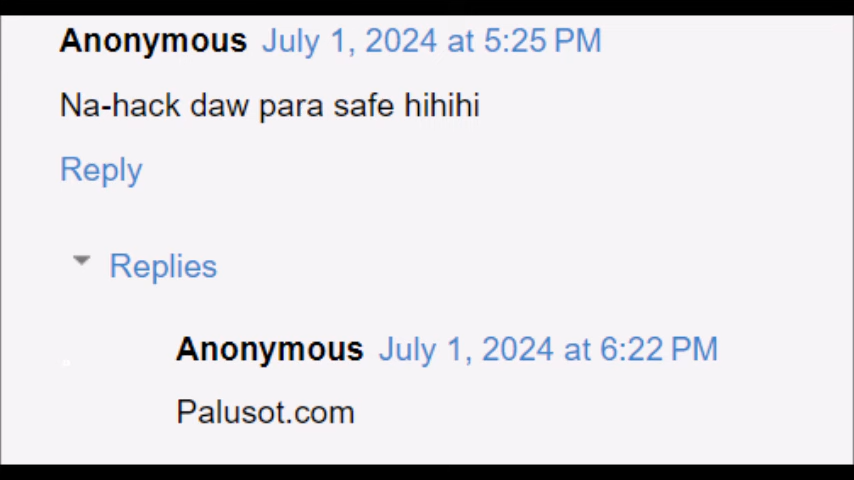 Anonymous July 1, 2024 at 5:25 PM
Na-hack daw para safe hihihi
Reply
Replies
Anonymous July 1, 2024 at 6:22 PM
Palusot.com